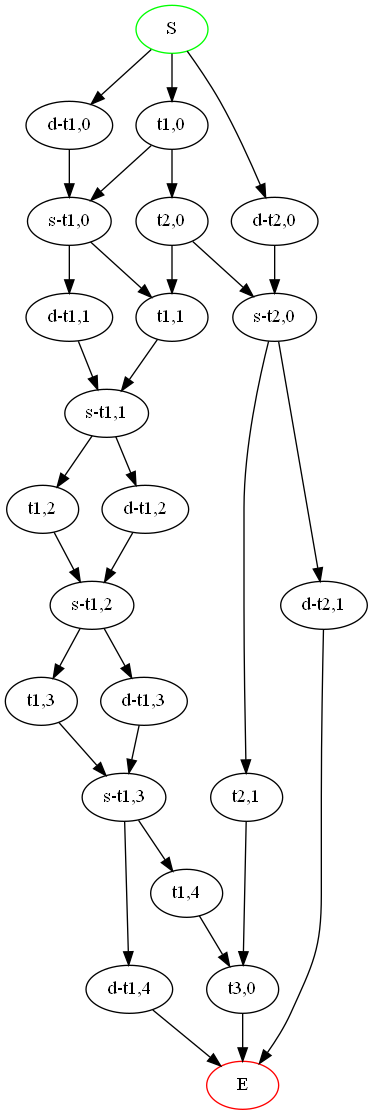 S
d-t1,0
t1,0
s-t1,0
t2,0
d-t2,0
d-t1,1
t1,1
s-t2,0
s-t1,1
t1,2
d-t1,2
s-t1,2
d-t2,1
t1,3
d-t1,3
s-t1,3
t2,1
t1,4
d-t1,4
t3,0
E